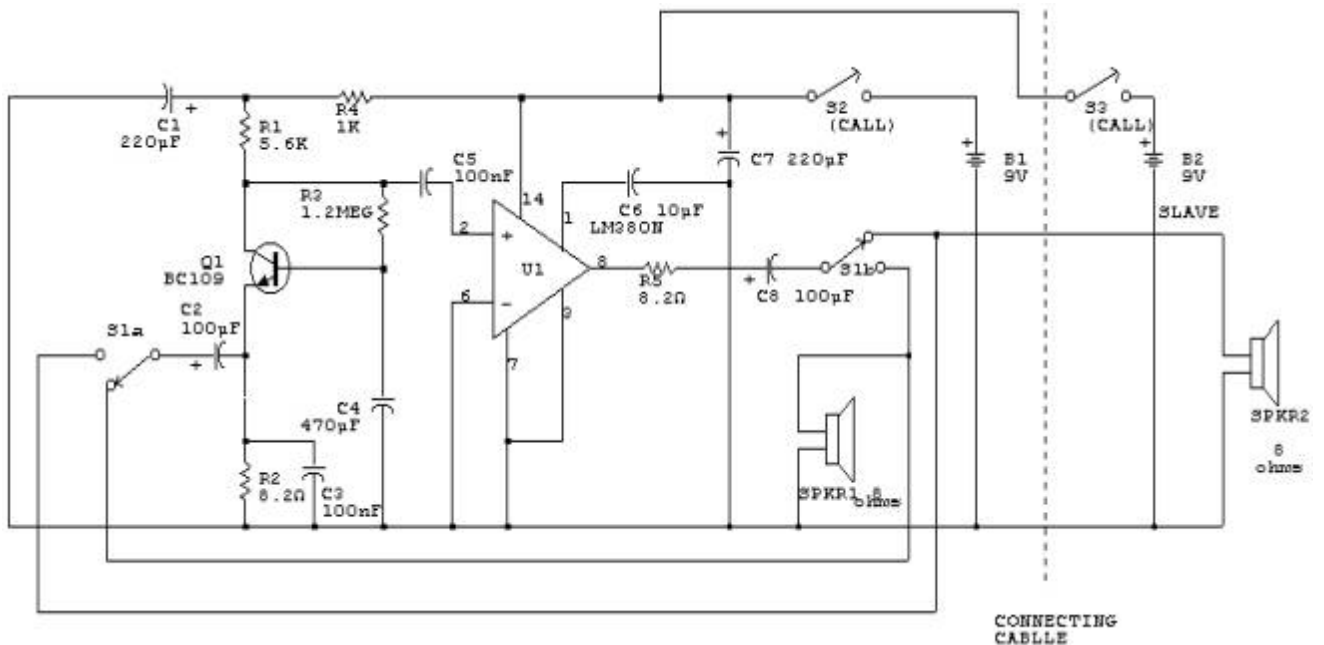 C1
220µF
+
R1
5.6K
R4
1K
C5
100nF
R3
1.2MEG
14
1
C6 10µF
LM380N
+
C7 220µF
S2
(CALL)
+
B1
9V
S3
(CALL)
+
B2
9V
SLAVE
Q1
BC109
2
+
U1
6
−
8
3
7
R5
8.2Ω
+
C8 100µF
S1b
S1a
C2
100µF
+
C4
470µF
R2
8.2Ω
C3
100nF
SPKR1 8
ohms
SPKR2
8
ohms
CONNECTING
CABLLE